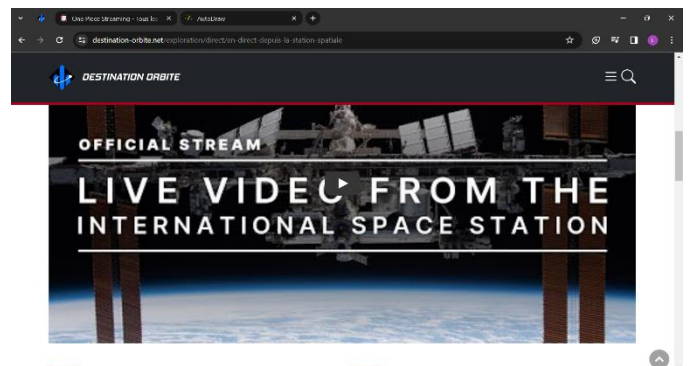 One Piece Streaming - Tous les
AutoDraw
destination-orbite.net/exploration/direct/en-direct-depuis-la-station-spatiale
DESTINATION ORBITE
OFFICIAL STREAM
LIVE VIDEO FROM THE
INTERNATIONAL SPACE STATION